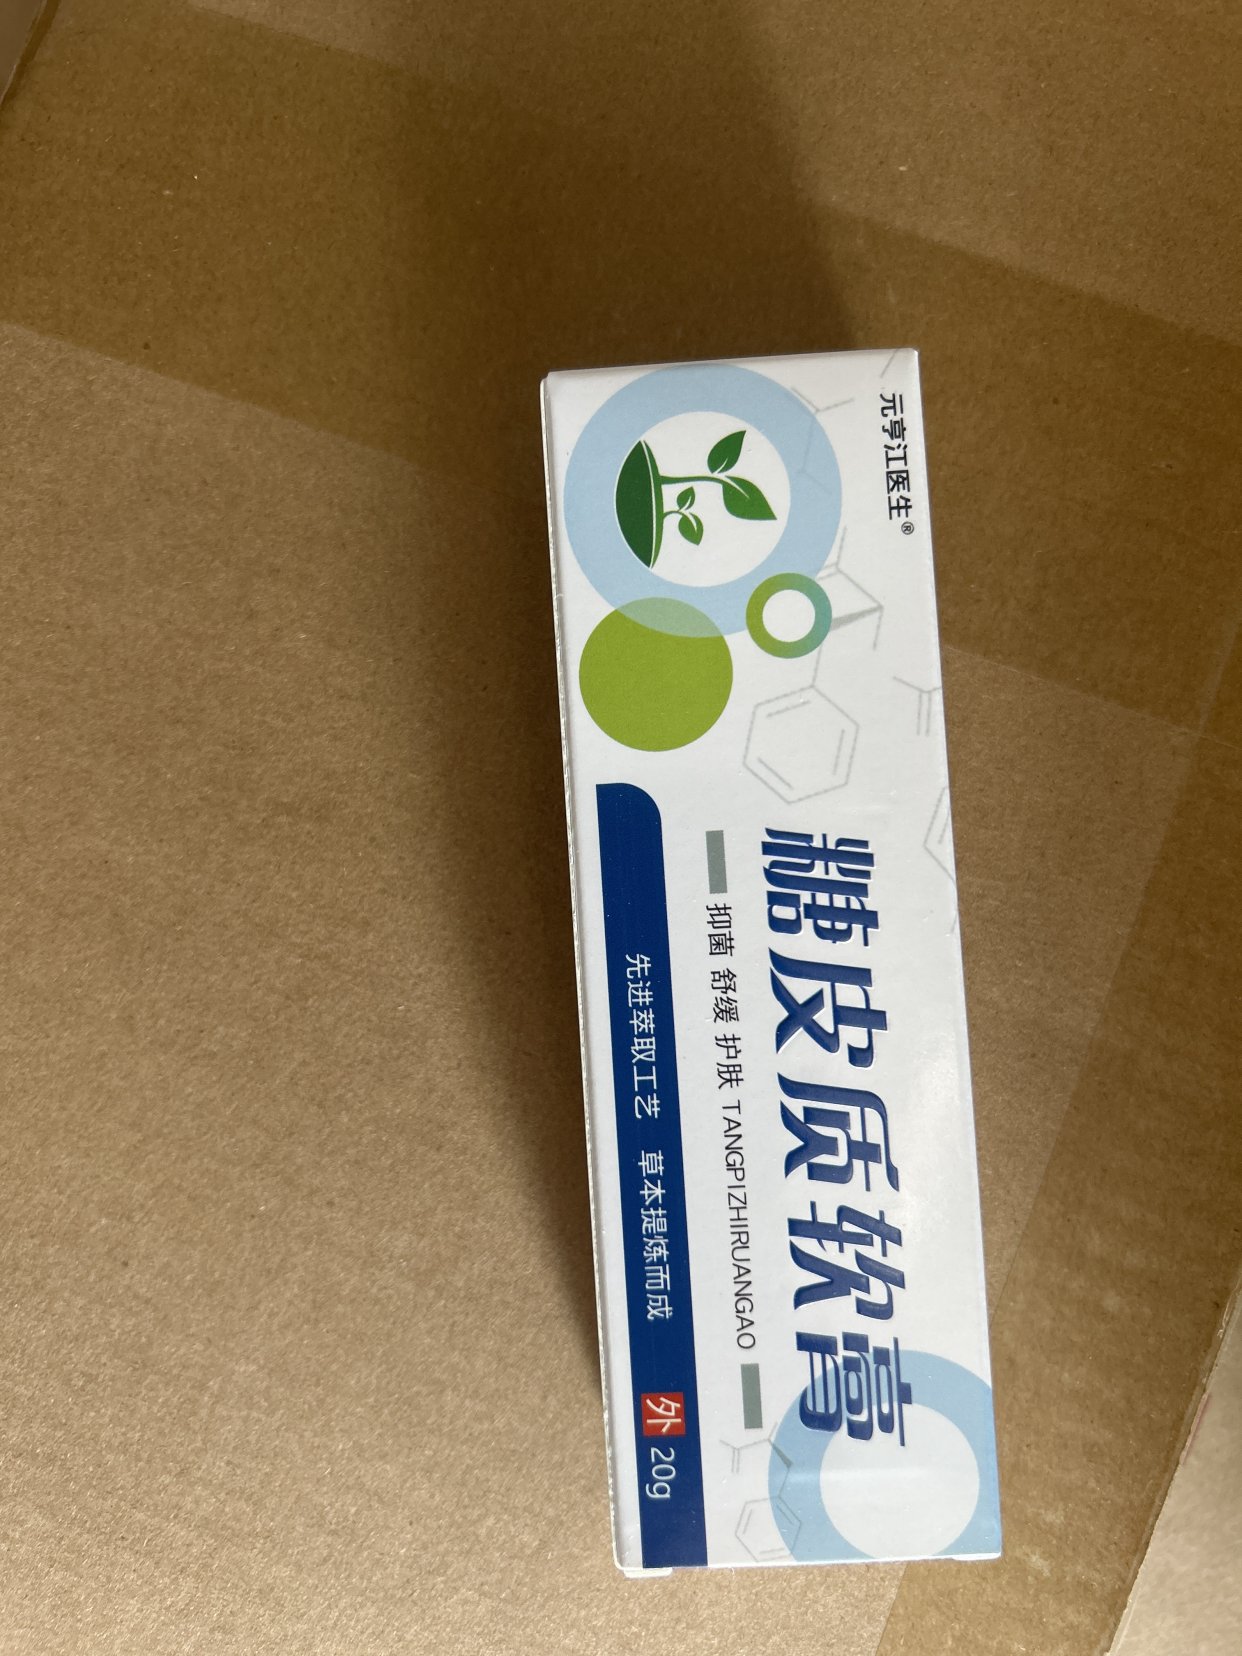 元亨江医生®
糖皮质软膏
抑菌 舒缓 护肤 TANGPIZHIRUANGAO
先进萃取工艺 草本提炼而成
外 20g